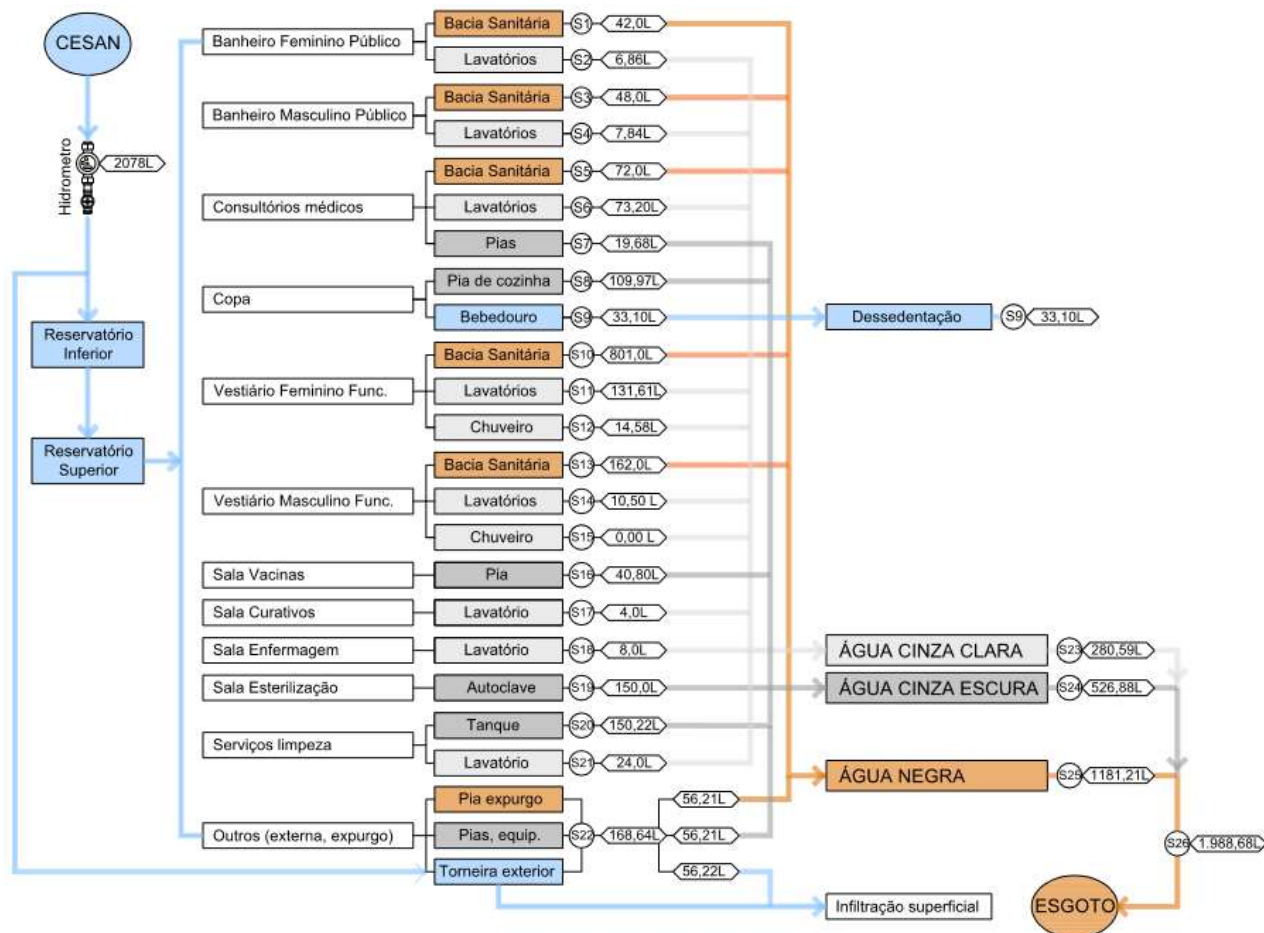 CESAN
Hidrometro
2078L
Reservatório
Inferior
Reservatório
Superior
Banheiro Feminino Público
Bacia Sanitária S1 42,0L
Lavatórios S2 6,86L
Banheiro Masculino Público
Bacia Sanitária S3 48,0L
Lavatórios S4 7,84L
Consultórios médicos
Bacia Sanitária S5 72,0L
Lavatórios S6 73,20L
Pias S7 19,68L
Copa
Pia de cozinha S8 109,97L
Bebedouro S9 33,10L
Dessedentação S9 33,10L
Vestiário Feminino Func.
Bacia Sanitária S10 801,0L
Lavatórios S11 131,61L
Chuveiro S12 14,58L
Vestiário Masculino Func.
Bacia Sanitária S13 162,0L
Lavatórios S14 10,50 L
Chuveiro S15 0,00 L
Sala Vacinas Pia S16 40,80L
Sala Curativos Lavatório S17 4,0L
Sala Enfermagem Lavatório S18 8,0L
ÁGUA CINZA CLARA S23 280,59L
Sala Esterilização Autoclave S19 150,0L
ÁGUA CINZA ESCURA S24 526,88L
Serviços limpeza
Tanque S20 150,22L
Lavatório S21 24,0L
ÁGUA NEGRA S25 1181,21L
Outros (externa, expurgo)
Pia expurgo 56,21L
Pias, equip. S22 168,64L 56,21L
Torneira exterior 56,22L
S26 1.988,68L
Infiltração superficial
ESGOTO